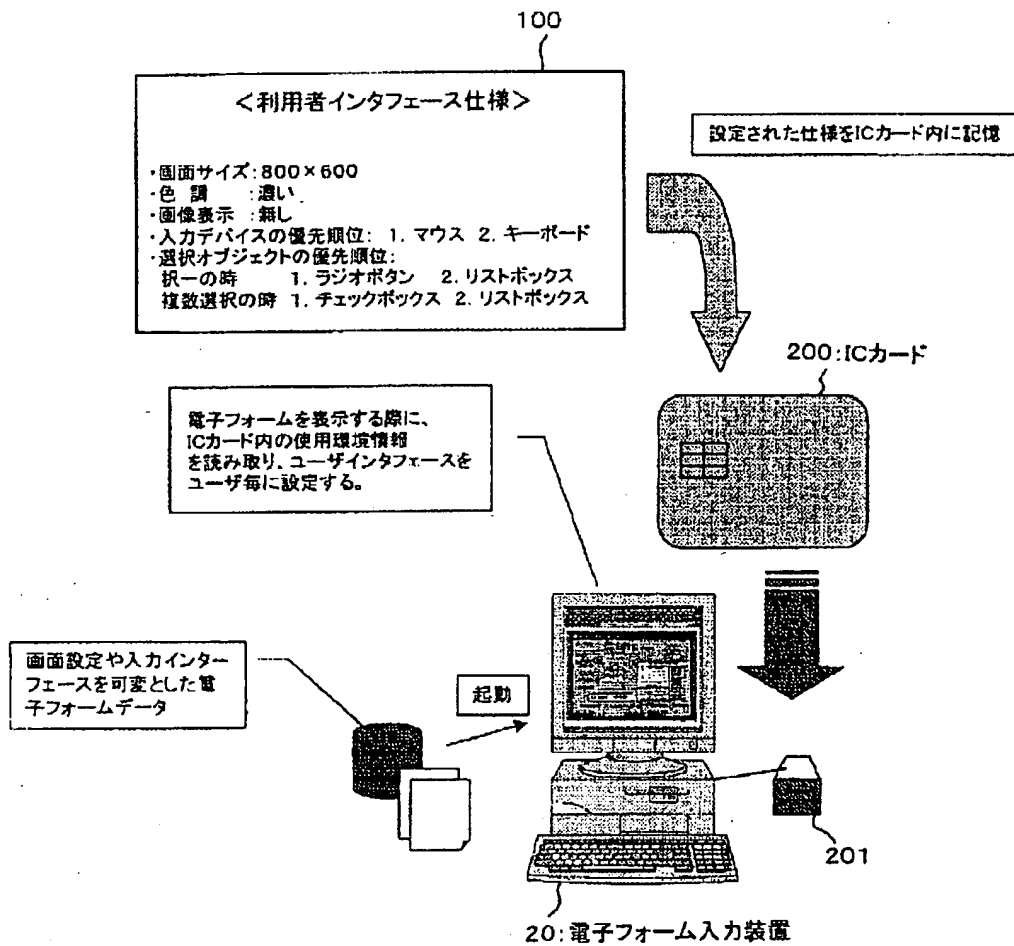 100
＜利用者インタフェース仕様＞
・画面サイズ：800×600
・色 調　：濃い
・画像表示　：無し
・入力デバイスの優先順位： 1. マウス 2. キーボード
・選択オブジェクトの優先順位：
択一の時　1. ラジオボタン　2. リストボックス
複数選択の時 1. チェックボックス 2. リストボックス
設定された仕様をICカード内に記憶
200：ICカード
電子フォームを表示する際に、
ICカード内の使用環境情報
を読み取り、ユーザインタフェースを
ユーザ毎に設定する。
画面設定や入力インター
フェースを可変とした電
子フォームデータ
起動
201
20：電子フォーム入力装置